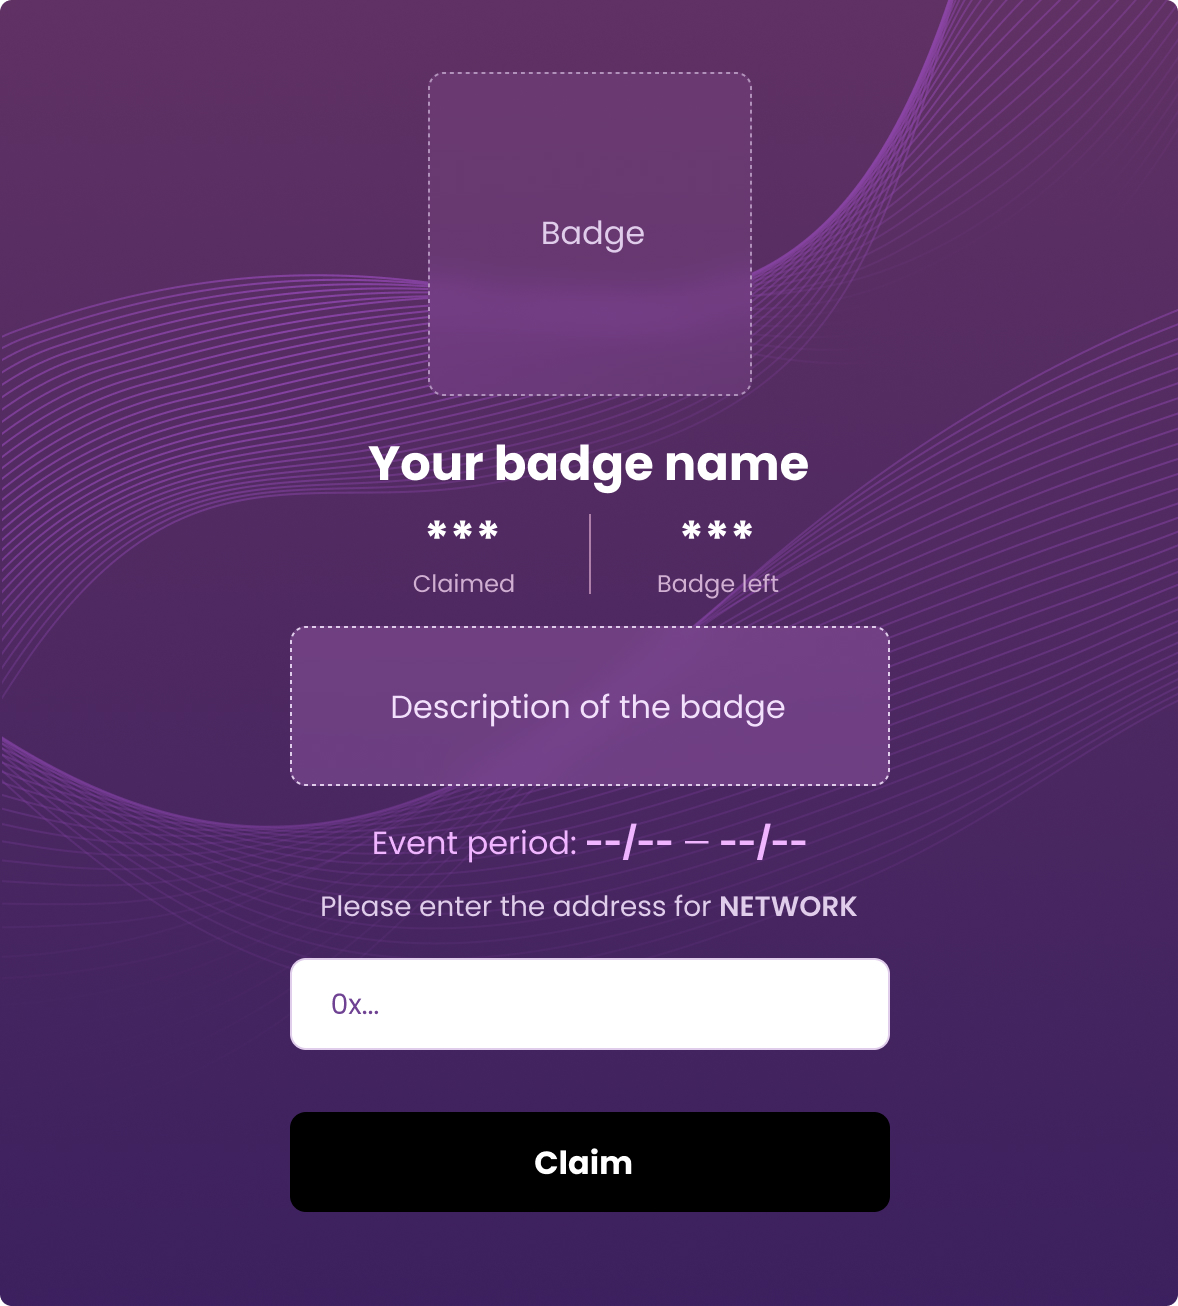 Badge
Your badge name
*** ***
Claimed Badge left
Description of the badge
Event period: --/-- — --/--
Please enter the address for NETWORK
0x...
Claim